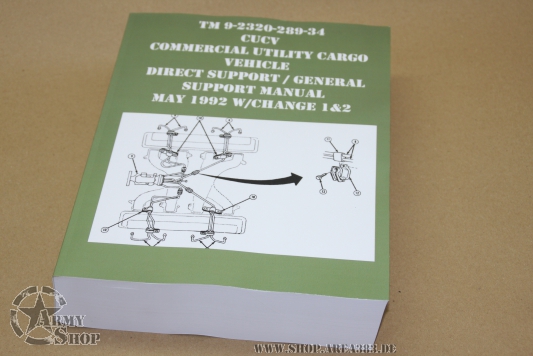 TM 9-2320-289-34
CUCV
COMMERCIAL UTILITY CARGO
VEHICLE
DIRECT SUPPORT / GENERAL
SUPPORT MANUAL
MAY 1992 W/CHANGE 1&2
ARMY
SHOP
WWW.SHOP.AREA383.DE